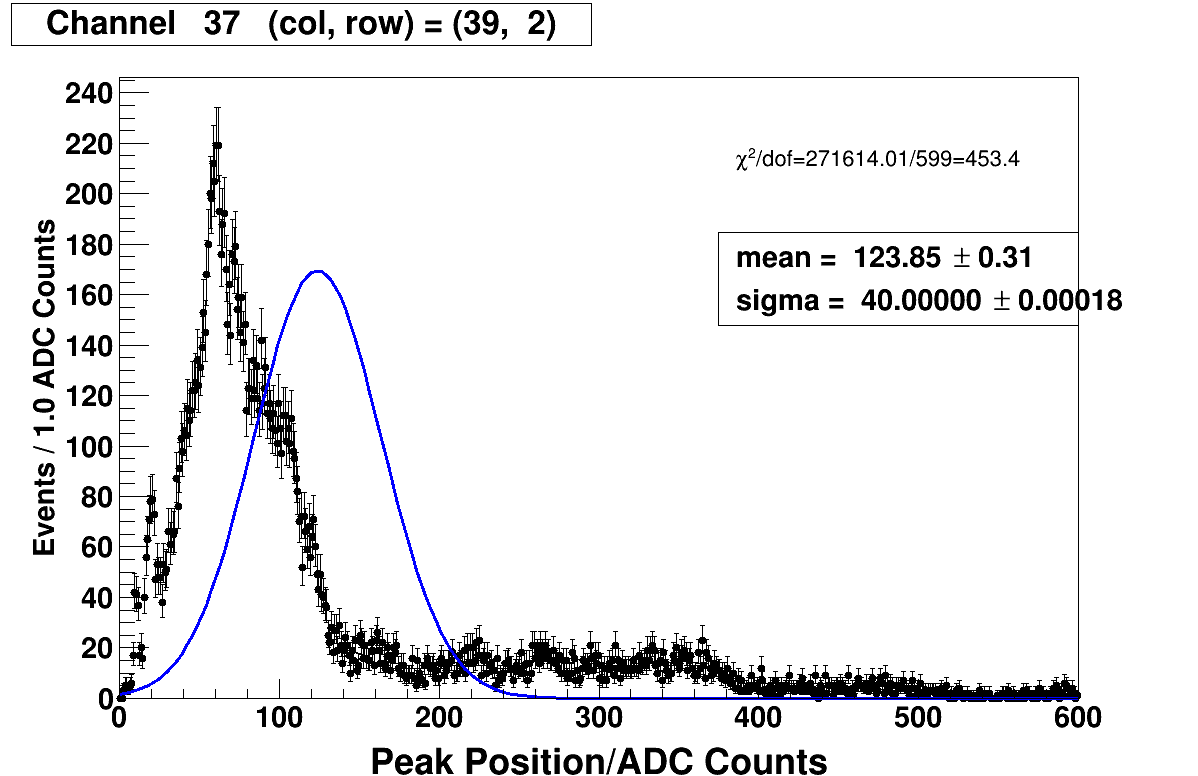 Channel 37 (col, row) = (39, 2)
χ²/dof=271614.01/599=453.4
mean = 123.85 ± 0.31
sigma = 40.00000 ± 0.00018
Events / 1.0 ADC Counts
240
220
200
180
160
140
120
100
80
60
40
20
0
0 100 200 300 400 500 600
Peak Position/ADC Counts